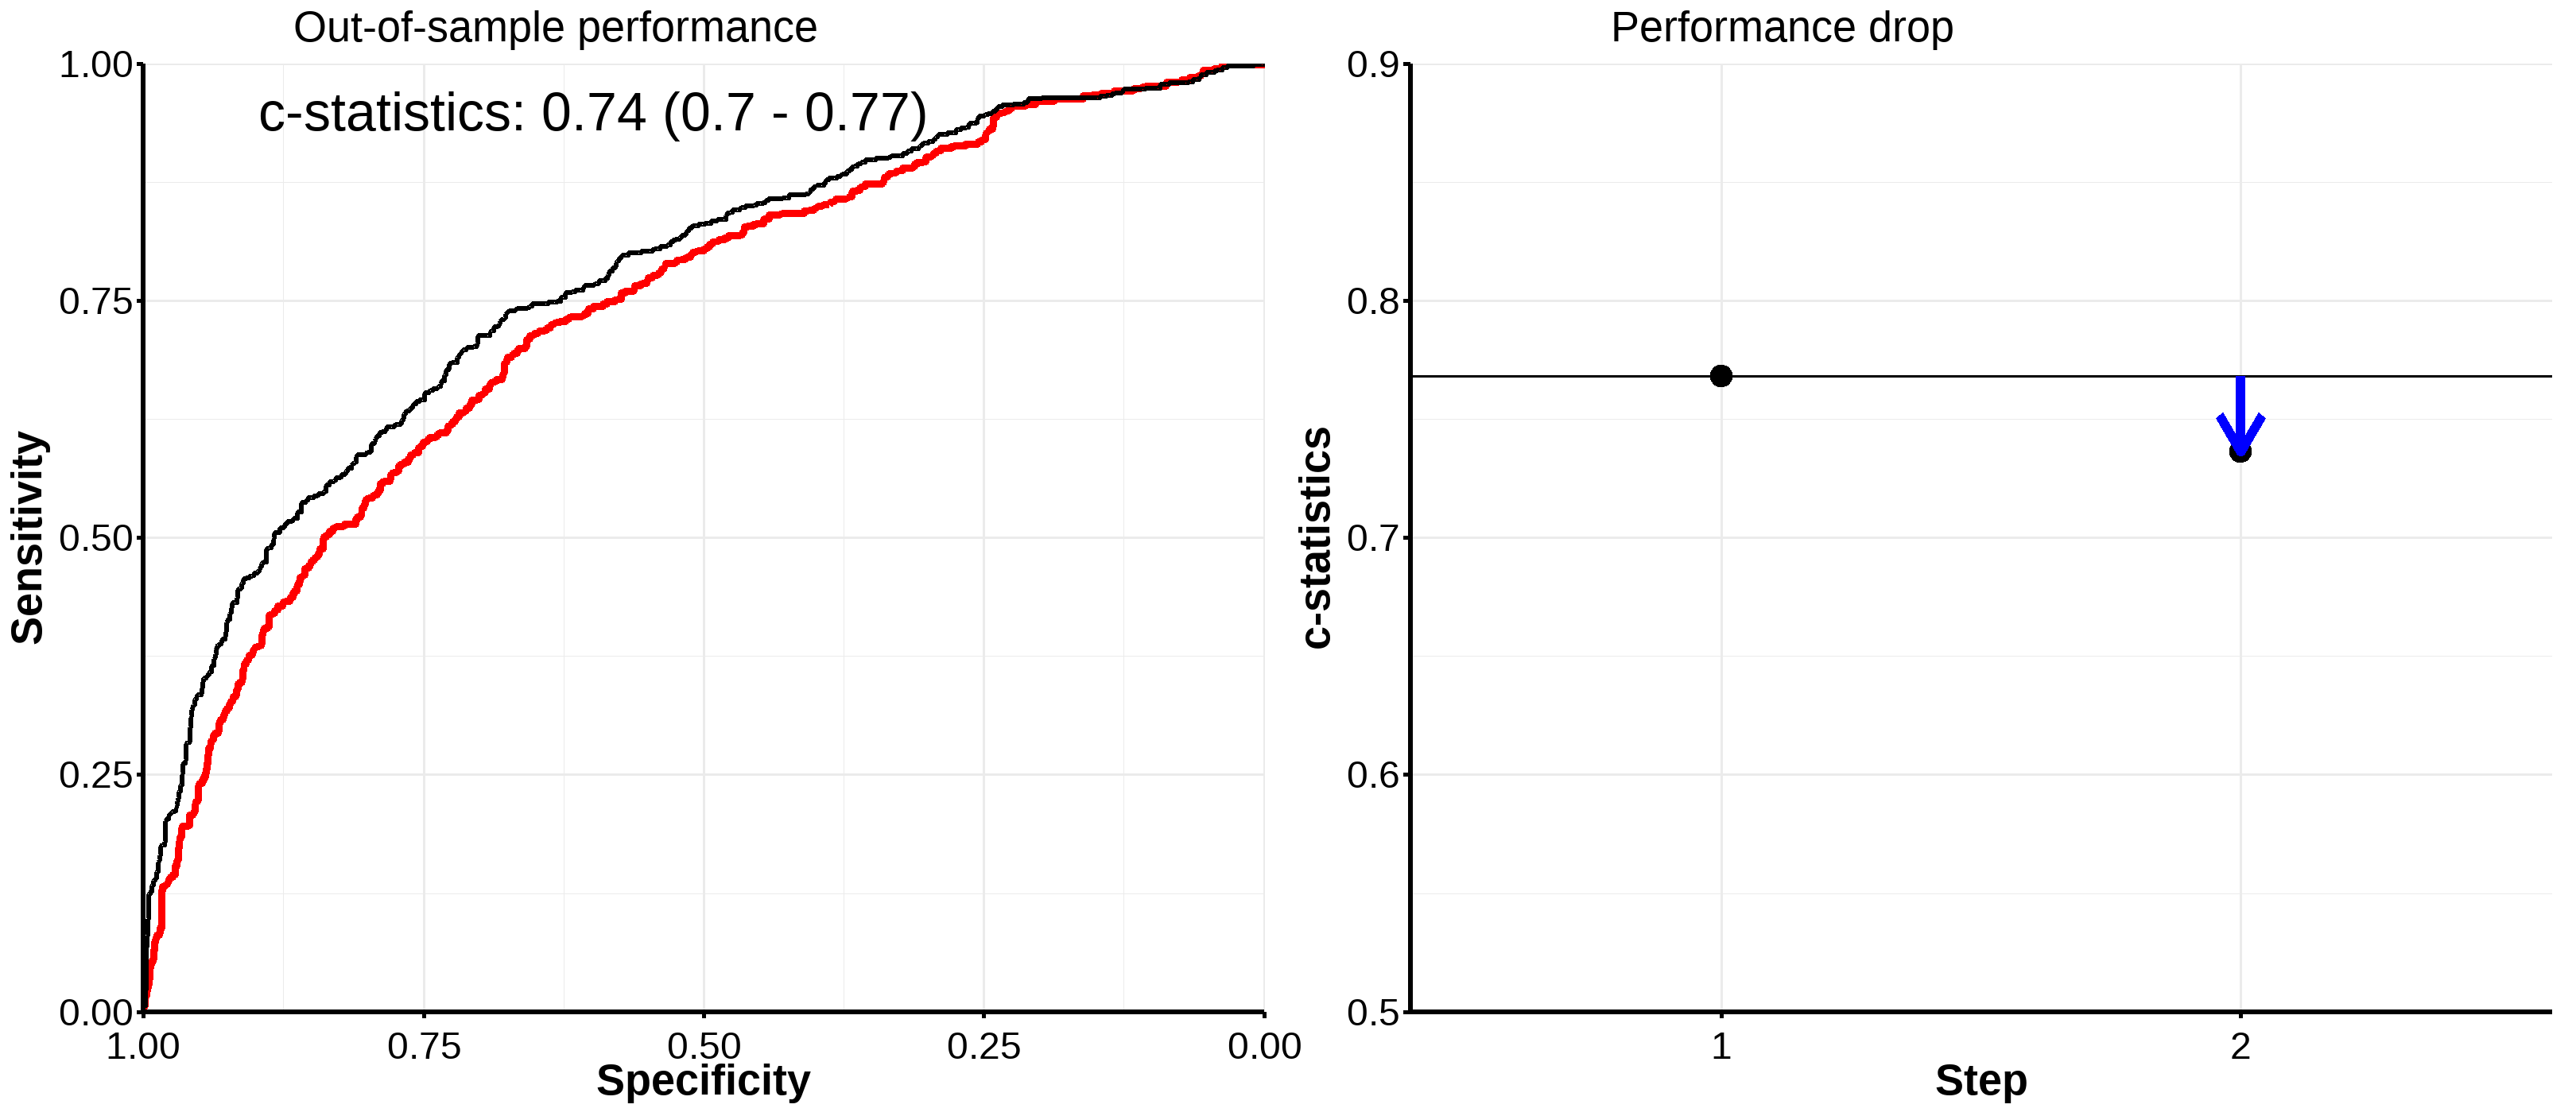 Out-of-sample performance
c-statistics: 0.74 (0.7 - 0.77)
Sensitivity
1.00
0.75
0.50
0.25
0.00
1.00 0.75 0.50 0.25 0.00
Specificity
Performance drop
c-statistics
0.9
0.8
0.7
0.6
0.5
1 2
Step